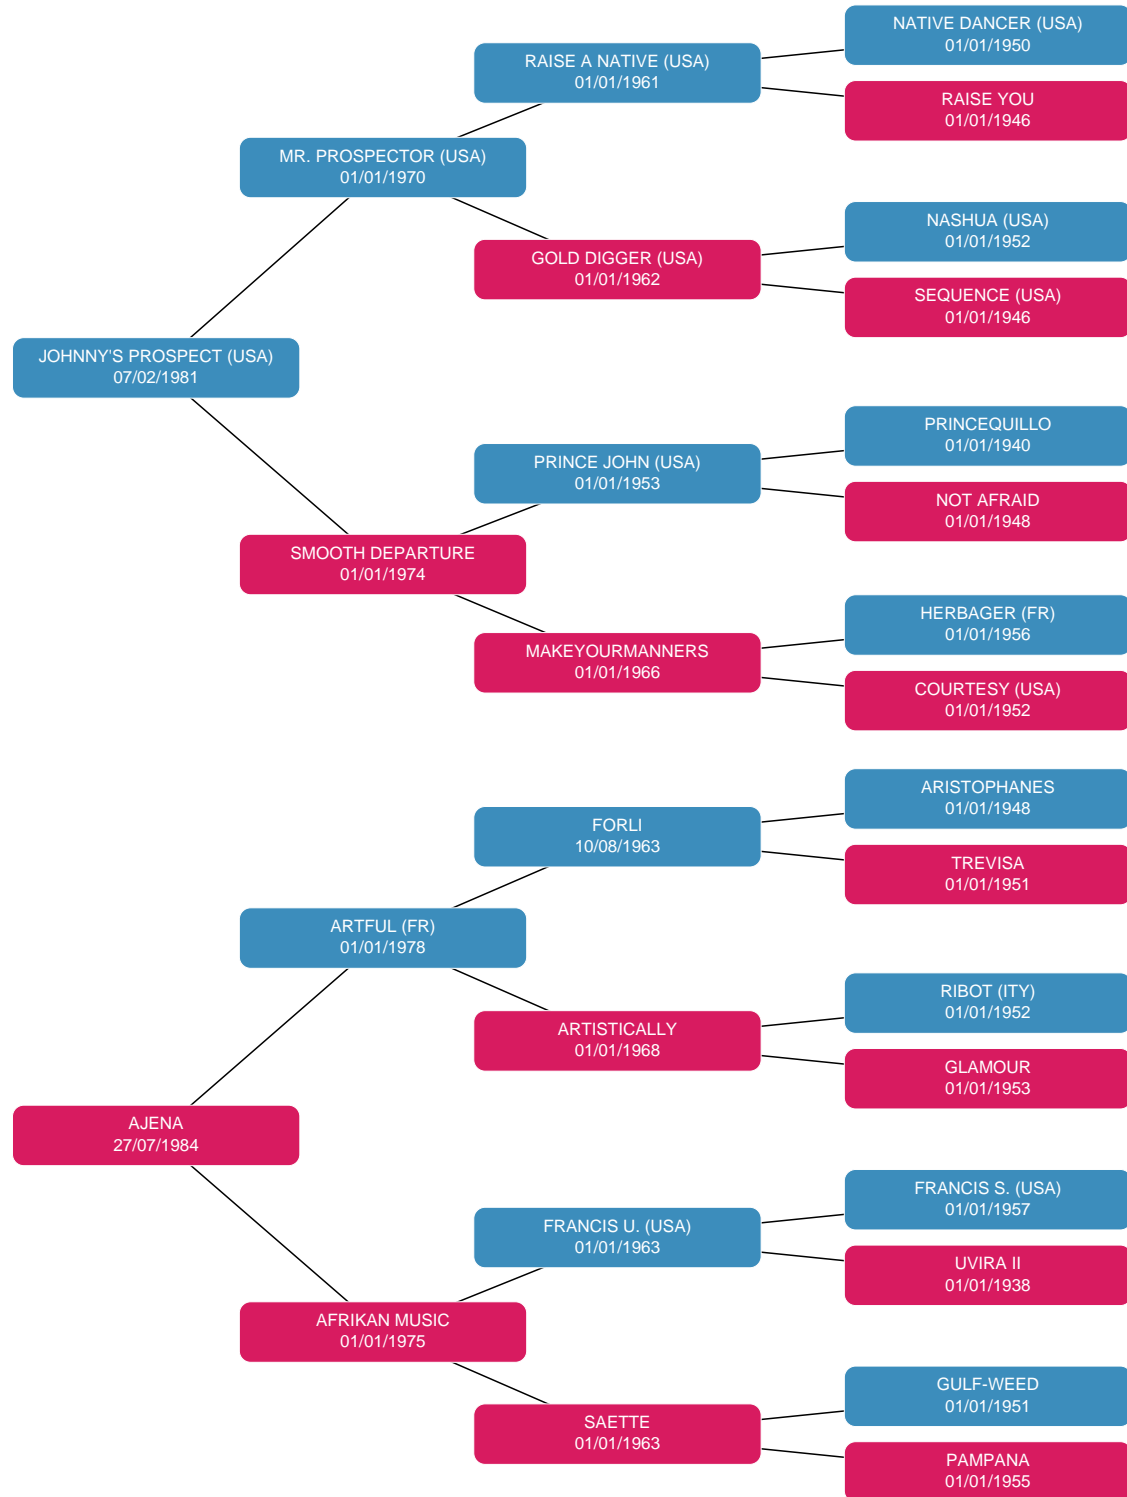 NATIVE DANCER (USA)
01/01/1950
RAISE A NATIVE (USA)
01/01/1961
RAISE YOU
01/01/1946
MR. PROSPECTOR (USA)
01/01/1970
NASHUA (USA)
01/01/1952
GOLD DIGGER (USA)
01/01/1962
SEQUENCE (USA)
01/01/1946
JOHNNY'S PROSPECT (USA)
07/02/1981
PRINCEQUILLO
01/01/1940
PRINCE JOHN (USA)
01/01/1953
NOT AFRAID
01/01/1948
SMOOTH DEPARTURE
01/01/1974
HERBAGER (FR)
01/01/1956
MAKEYOURMANNERS
01/01/1966
COURTESY (USA)
01/01/1952
ARISTOPHANES
01/01/1948
FORLI
10/08/1963
TREVISA
01/01/1951
ARTFUL (FR)
01/01/1978
RIBOT (ITY)
01/01/1952
ARTISTICALLY
01/01/1968
GLAMOUR
01/01/1953
AJENA
27/07/1984
FRANCIS S. (USA)
01/01/1957
FRANCIS U. (USA)
01/01/1963
UVIRA II
01/01/1938
AFRIKAN MUSIC
01/01/1975
GULF-WEED
01/01/1951
SAETTE
01/01/1963
PAMPANA
01/01/1955